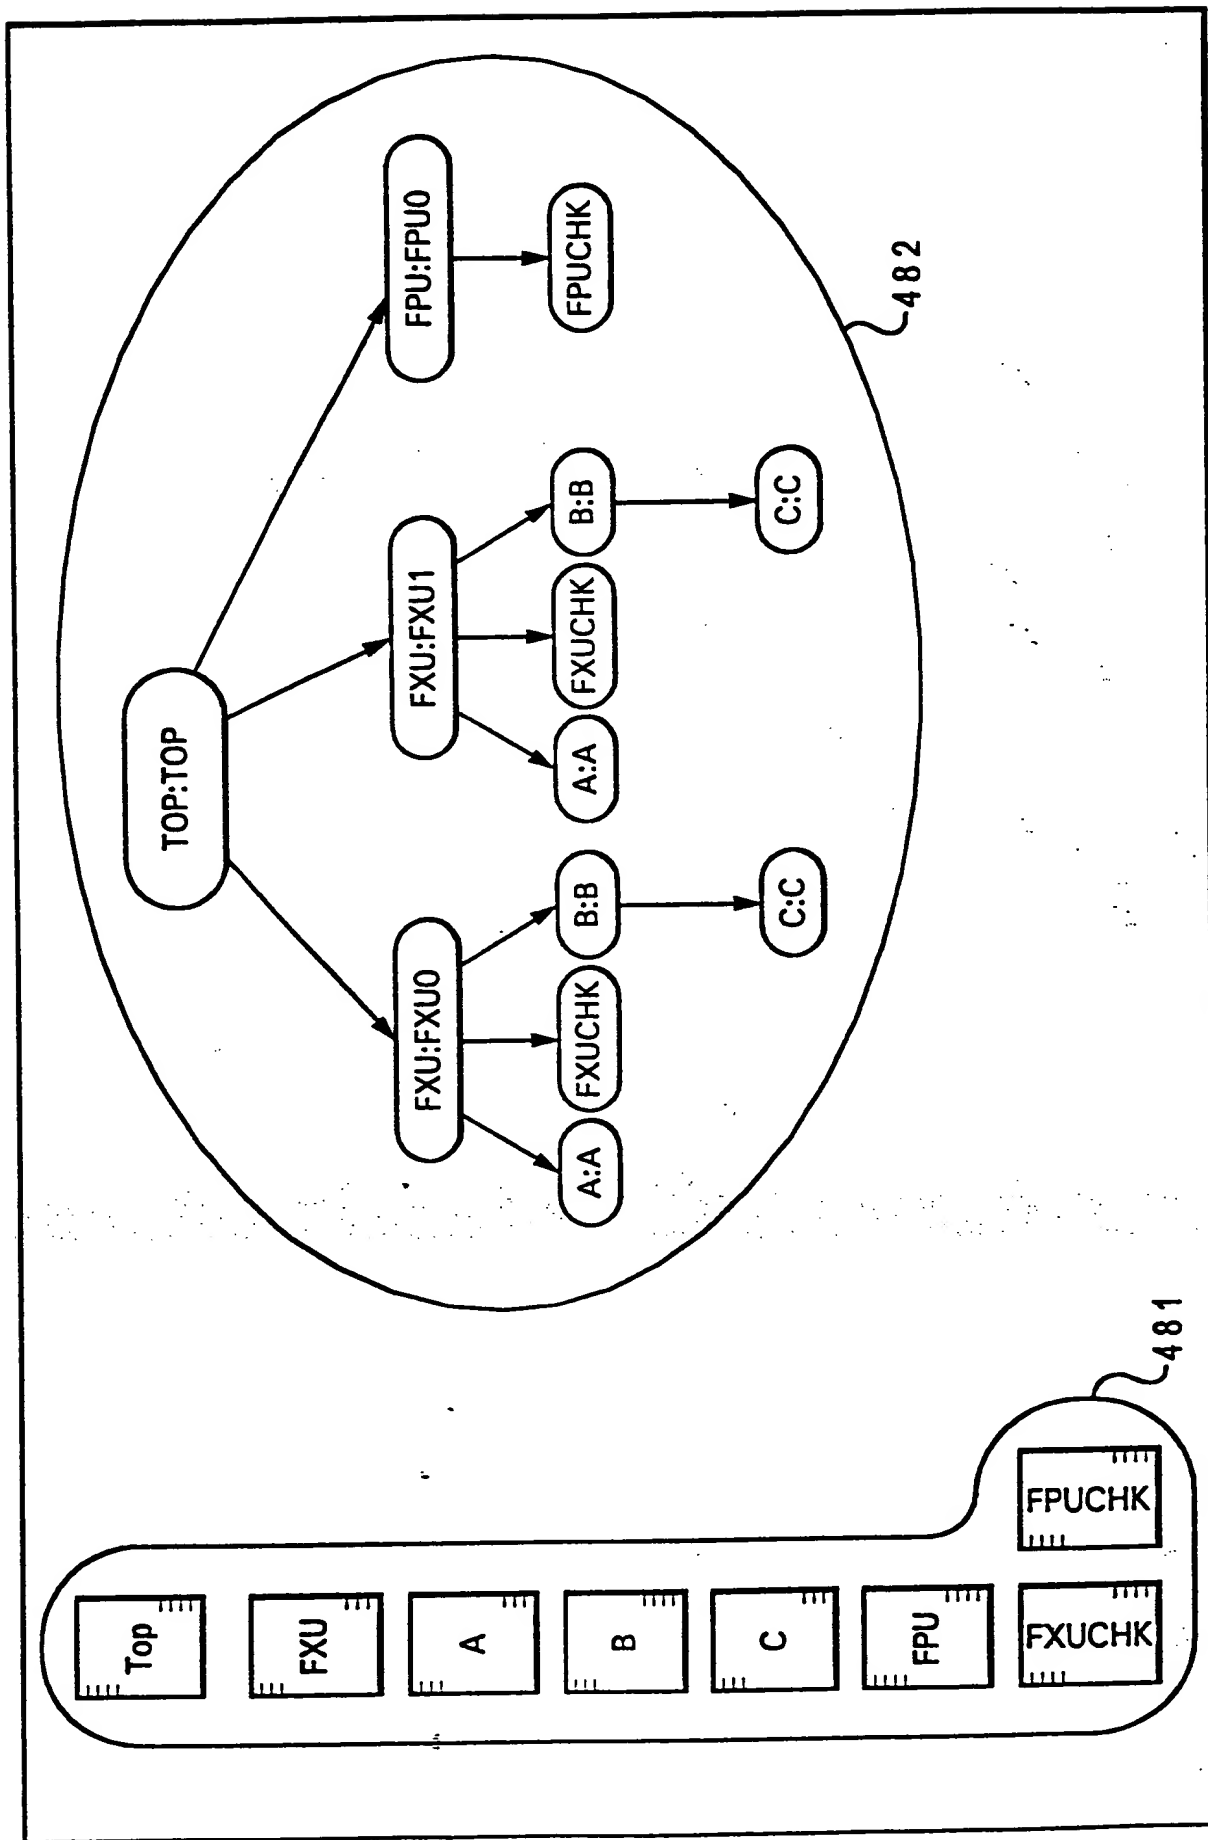 Top
FXU
A
B
C
FPU
FXUCHK
FPUCHK
481
TOP:TOP
FXU:FXU0
FXU:FXU1
FPU:FPU0
A:A
FXUCHK
B:B
A:A
FXUCHK
B:B
FPUCHK
C:C
C:C
482